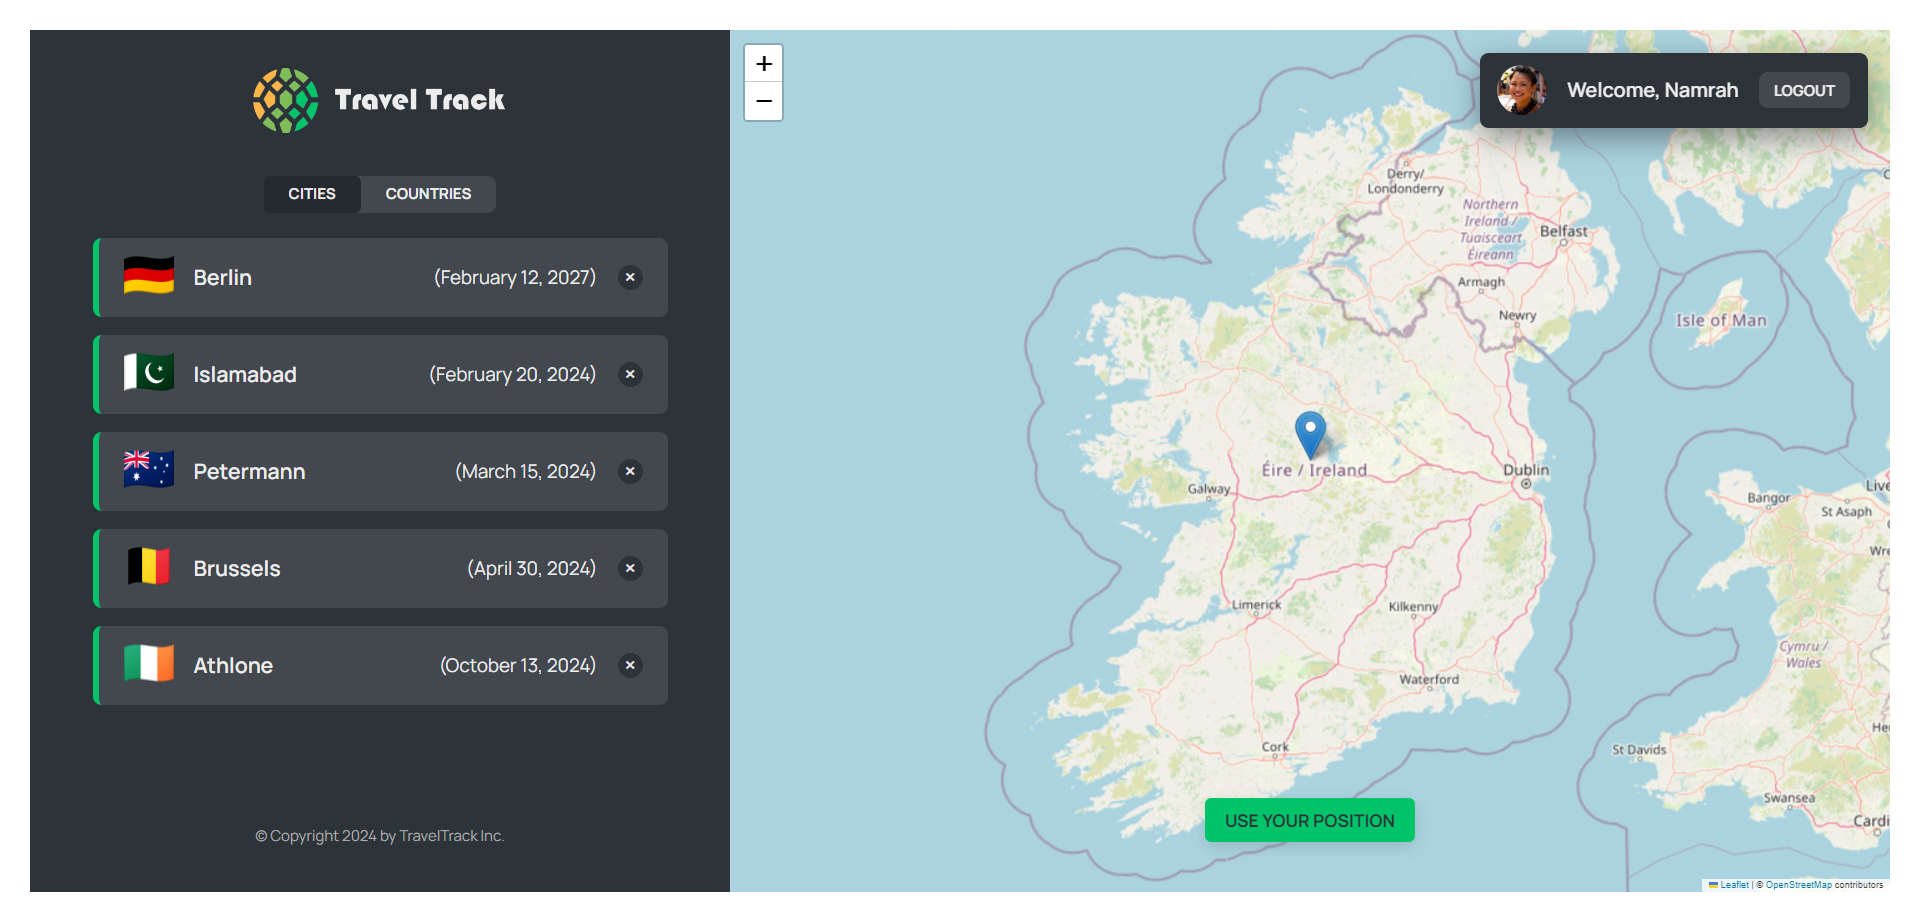 Travel Track
CITIES
COUNTRIES
Berlin
(February 12, 2027)
×
Islamabad
(February 20, 2024)
×
Petermann
(March 15, 2024)
×
Brussels
(April 30, 2024)
×
Athlone
(October 13, 2024)
×
© Copyright 2024 by TravelTrack Inc.
+
−
Welcome, Namrah
LOGOUT
Derry/
Londonderry
Northern
Ireland /
Tuaisceart
Éireann
Belfast
Armagh
Newry
Isle of Man
Éire / Ireland
Dublin
Galway
Bangor
Live
St Asaph
Wre
Limerick
Kilkenny
Cymru /
Wales
Waterford
He
Cork
St Davids
Swansea
Cardi
USE YOUR POSITION
Leaflet | © OpenStreetMap contributors